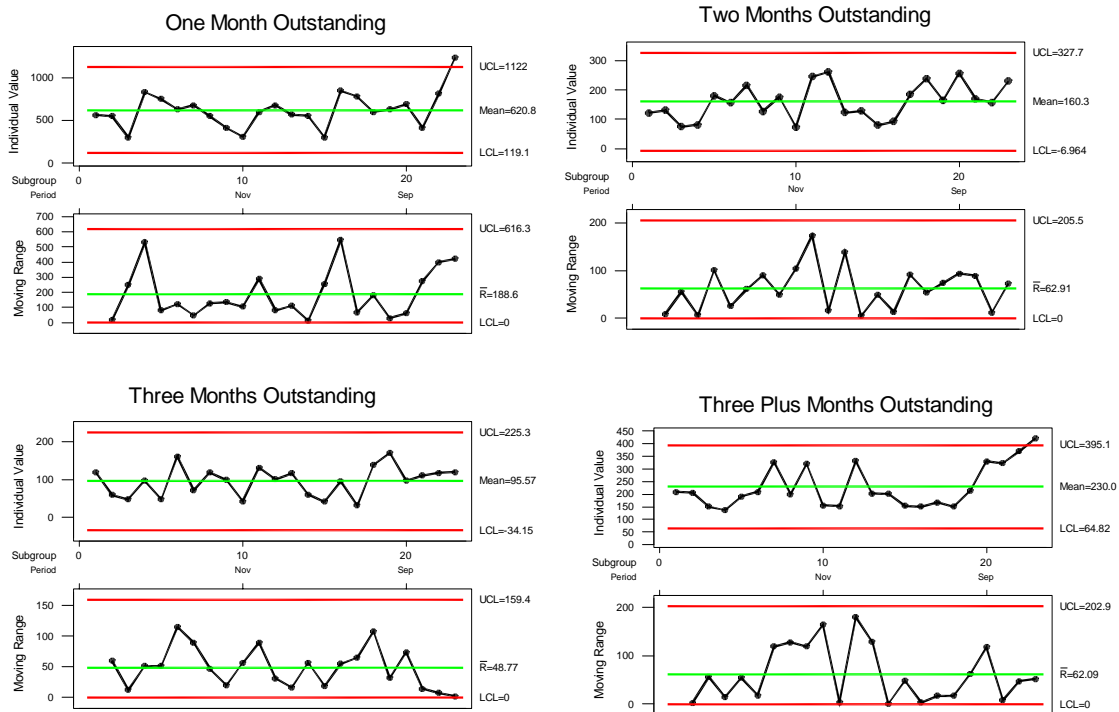 One Month Outstanding
Individual Value
1000
500
0
UCL=1122
Mean=620.8
LCL=119.1
Subgroup 0 10 20
Period Nov Sep
Moving Range
700
600
500
400
300
200
100
0
UCL=616.3
R=188.6
LCL=0
Two Months Outstanding
Individual Value
300
200
100
0
UCL=327.7
Mean=160.3
LCL=-6.964
Subgroup 0 10 20
Period Nov Sep
Moving Range
200
100
0
UCL=205.5
R=62.91
LCL=0
Three Months Outstanding
Individual Value
200
100
0
UCL=225.3
Mean=95.57
LCL=-34.15
Subgroup 0 10 20
Period Nov Sep
Moving Range
150
100
50
0
UCL=159.4
R=48.77
LCL=0
Three Plus Months Outstanding
Individual Value
450
400
350
300
250
200
150
100
50
0
UCL=395.1
Mean=230.0
LCL=64.82
Subgroup 0 10 20
Period Nov Sep
Moving Range
200
100
0
UCL=202.9
R=62.09
LCL=0